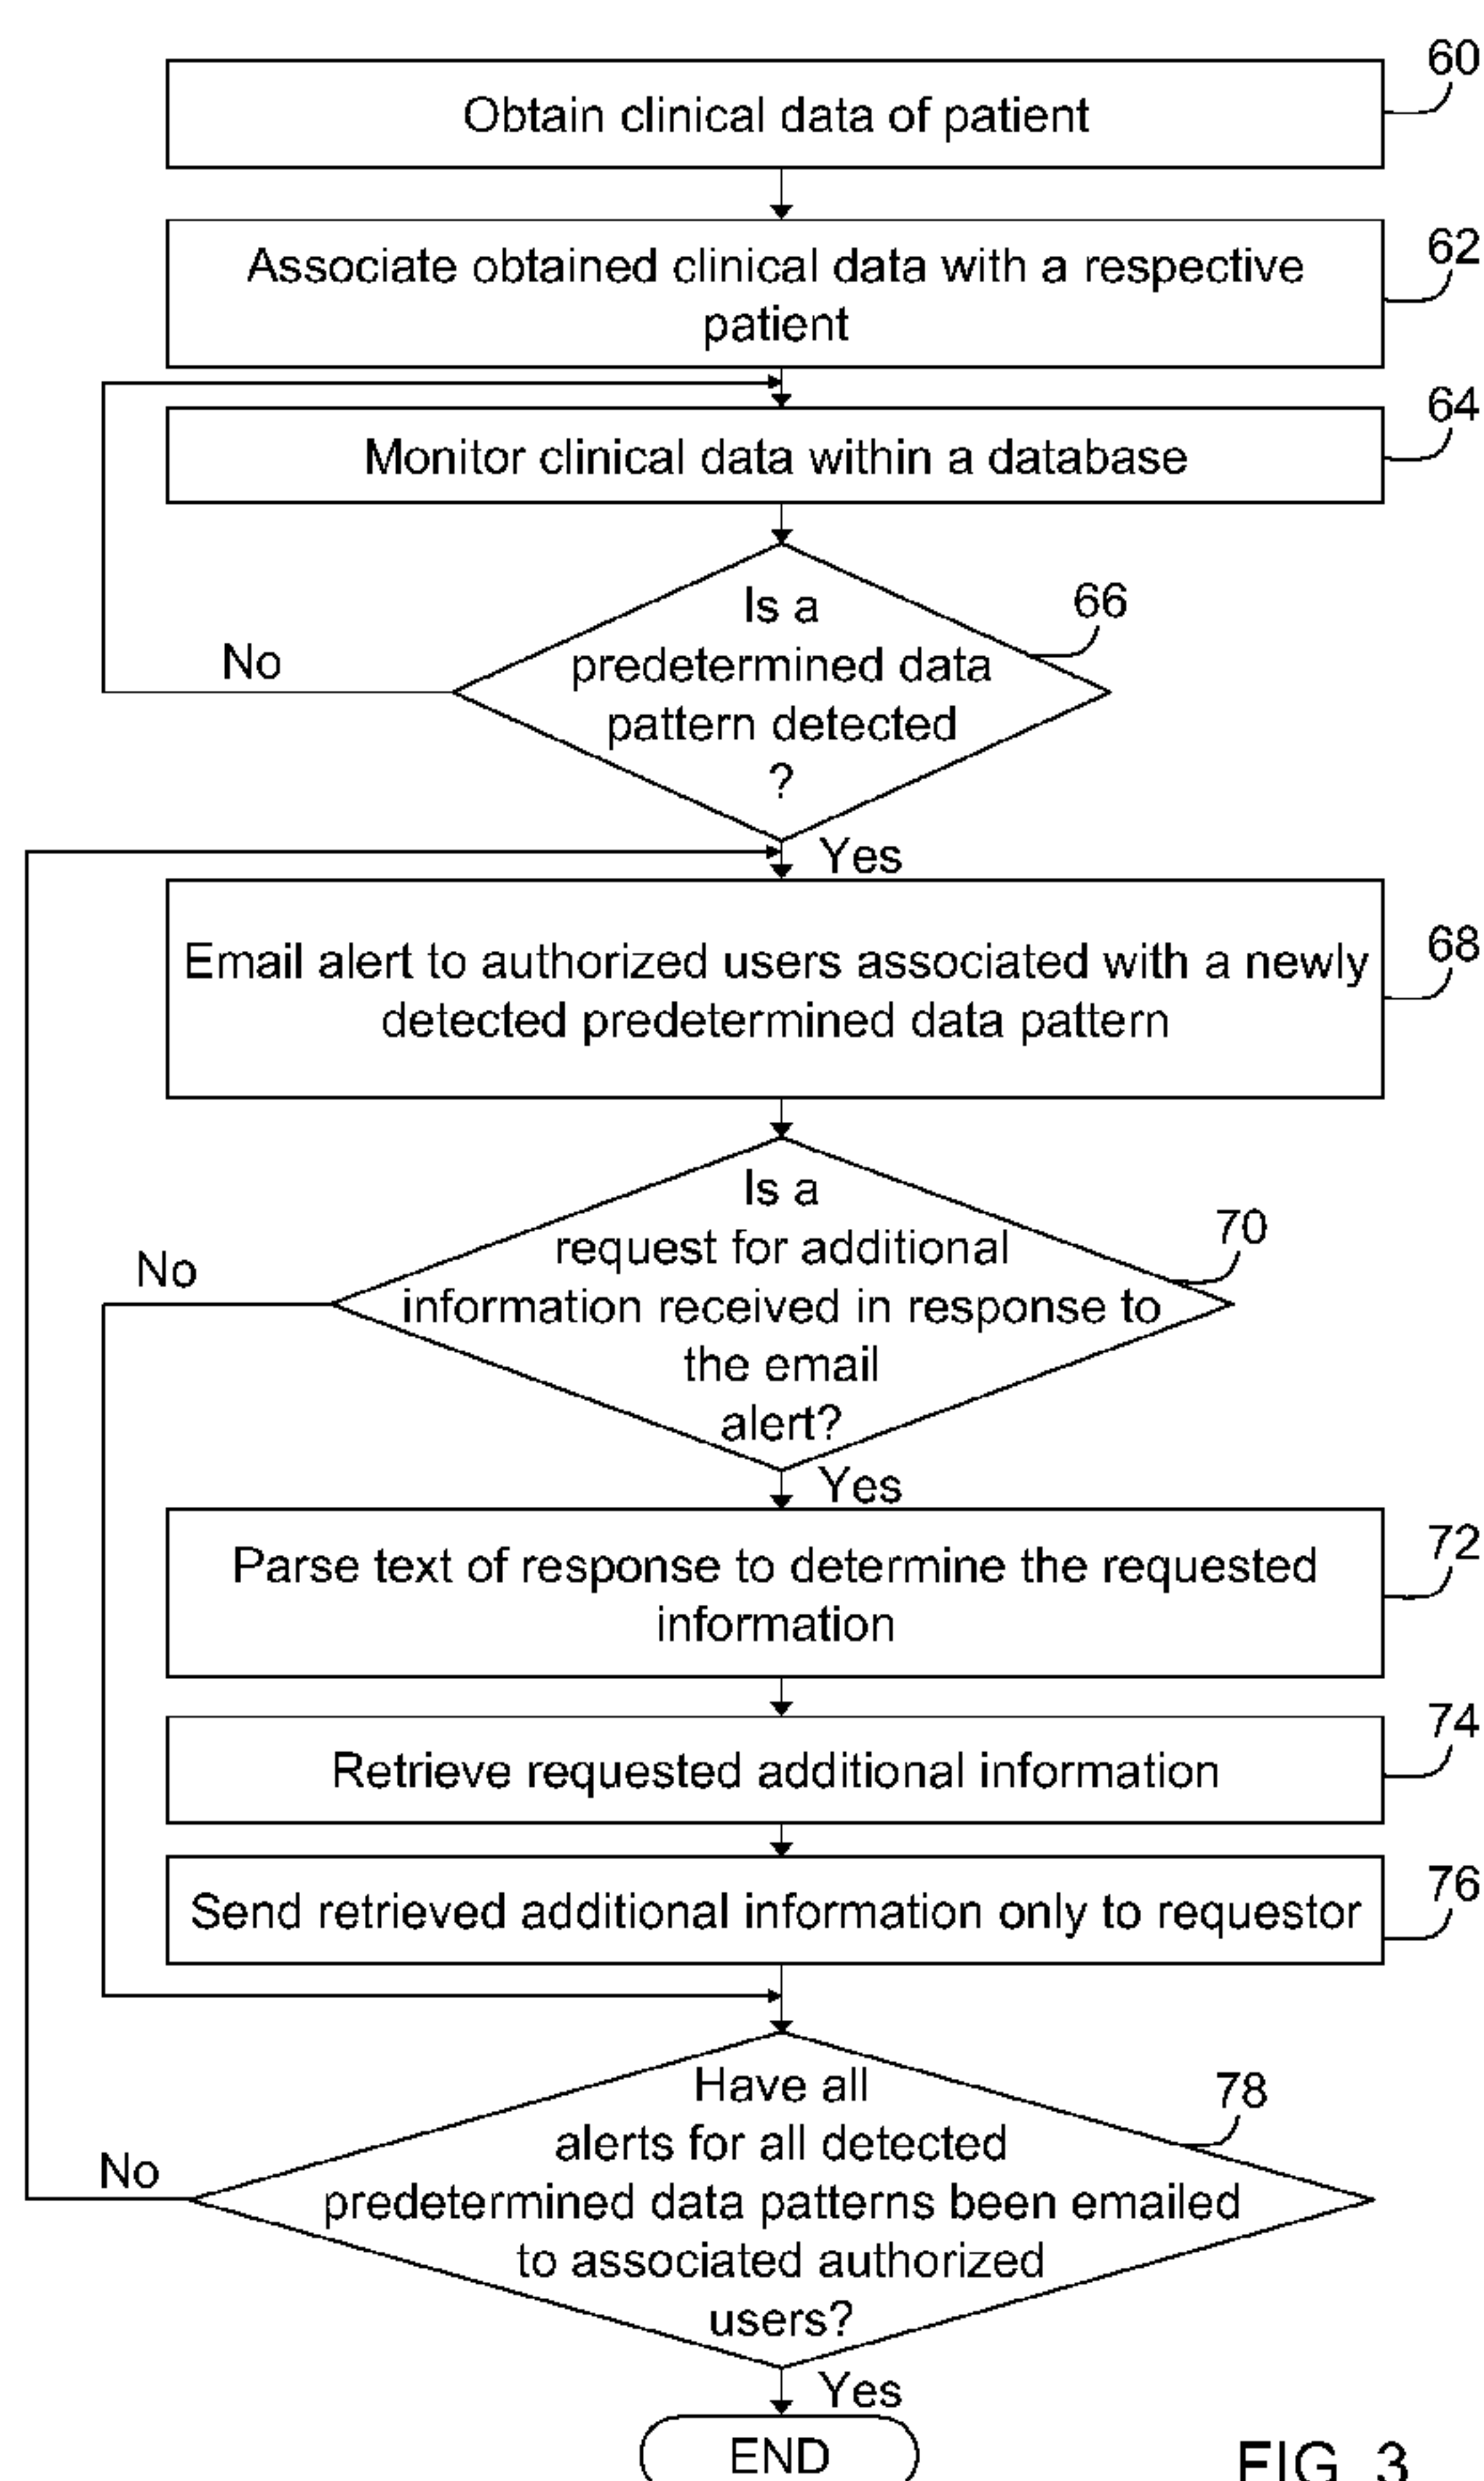 60
Obtain clinical data of patient
62
Associate obtained clinical data with a respective
patient
64
Monitor clinical data within a database
66
Is a
predetermined data
pattern detected
?
No
Yes
68
Email alert to authorized users associated with a newly
detected predetermined data pattern
70
Is a
request for additional
information received in response to
the email
alert?
No
Yes
72
Parse text of response to determine the requested
information
74
Retrieve requested additional information
76
Send retrieved additional information only to requestor
78
Have all
alerts for all detected
predetermined data patterns been emailed
to associated authorized
users?
No
Yes
END
FIG. 3